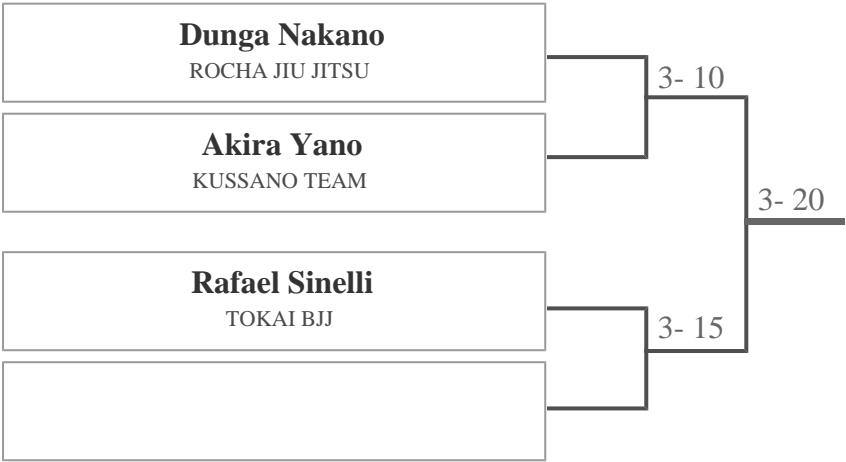 Dunga Nakano
ROCHA JIU JITSU
3- 10
Akira Yano
KUSSANO TEAM
3- 20
Rafael Sinelli
TOKAI BJJ
3- 15